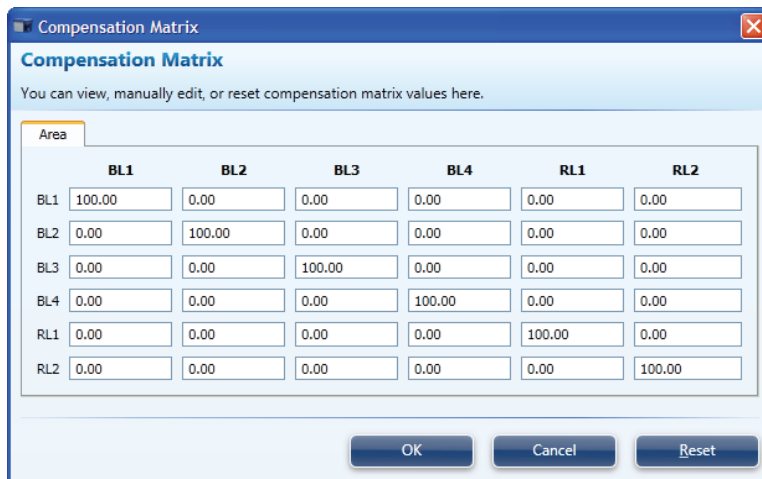 Compensation Matrix
Compensation Matrix
You can view, manually edit, or reset compensation matrix values here.
Area
BL1 BL2 BL3 BL4 RL1 RL2
BL1 100.00 0.00 0.00 0.00 0.00 0.00
BL2 0.00 100.00 0.00 0.00 0.00 0.00
BL3 0.00 0.00 100.00 0.00 0.00 0.00
BL4 0.00 0.00 0.00 100.00 0.00 0.00
RL1 0.00 0.00 0.00 0.00 100.00 0.00
RL2 0.00 0.00 0.00 0.00 0.00 100.00
OK Cancel Reset